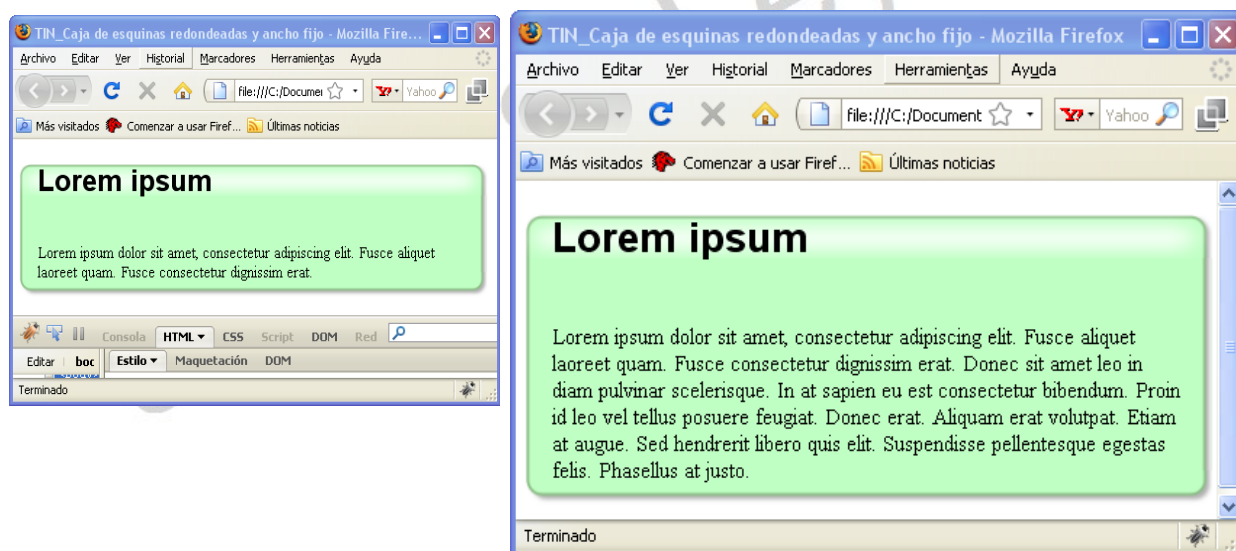 TIN_Caja de esquinas redondeadas y ancho fijo - Mozilla Fire...
Archivo Editar Ver Historial Marcadores Herramientas Ayuda
file:///C:/Documer Yahoo
Más visitados Comenzar a usar Firef... Últimas noticias
Lorem ipsum
Lorem ipsum dolor sit amet, consectetur adipiscing elit. Fusce aliquet
laoreet quam. Fusce consectetur dignissim erat.
Consola HTML CSS Script DOM Red
Editar boc Estilo Maquetación DOM
Terminado
TIN_Caja de esquinas redondeadas y ancho fijo - Mozilla Firefox
Archivo Editar Ver Historial Marcadores Herramientas Ayuda
file:///C:/Document Yahoo
Más visitados Comenzar a usar Firef... Últimas noticias
Lorem ipsum
Lorem ipsum dolor sit amet, consectetur adipiscing elit. Fusce aliquet
laoreet quam. Fusce consectetur dignissim erat. Donec sit amet leo in
diam pulvinar scelerisque. In at sapien eu est consectetur bibendum. Proin
id leo vel tellus posuere feugiat. Donec erat. Aliquam erat volutpat. Etiam
at augue. Sed hendrerit libero quis elit. Suspendisse pellentesque egestas
felis. Phasellus at justo.
Terminado